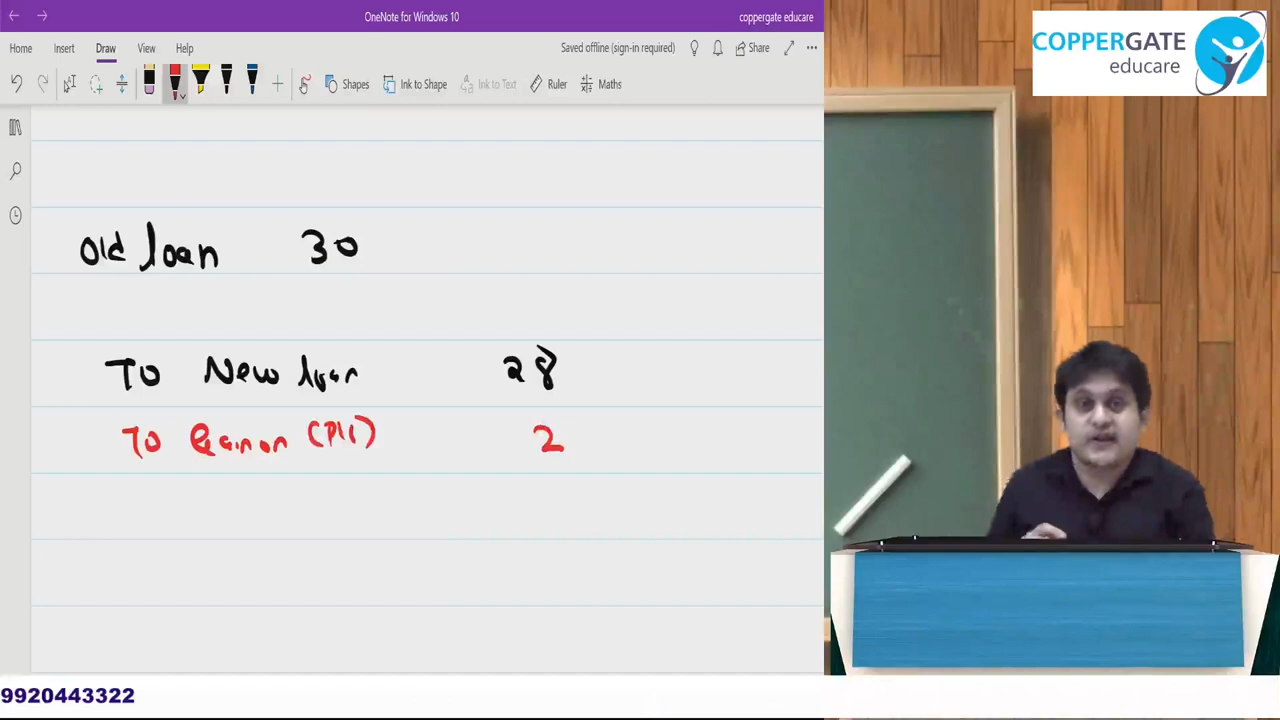 OneNote for Windows 10
coppergate educare
Home Insert Draw View Help
Saved offline (sign-in required)
Share
Shapes
Ink to Shape
Ink to Text
Ruler
Maths
COPPERGATE
educare
Old loan 30
To New loan 28
To Gain on (P/L) 2
9920443322